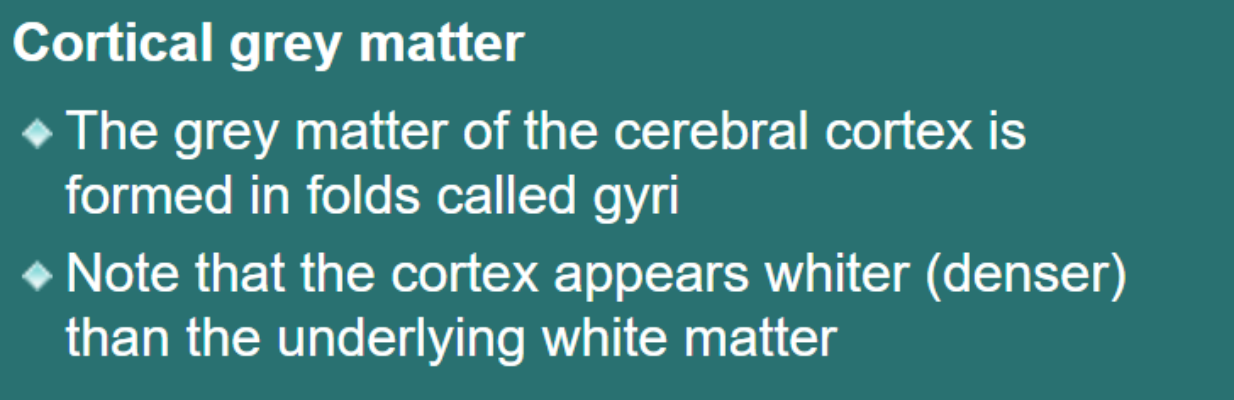 Cortical grey matter
The grey matter of the cerebral cortex is
formed in folds called gyri
Note that the cortex appears whiter (denser)
than the underlying white matter